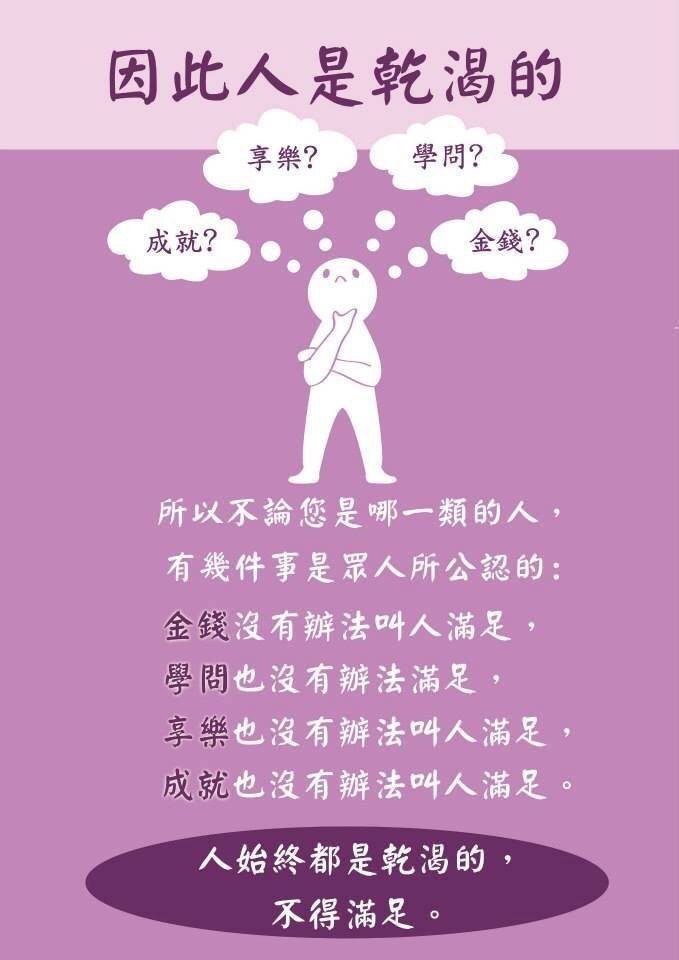 因此人是乾渴的
享樂?
學問?
成就?
金錢?
所以不論您是哪一類的人，
有幾件事是眾人所公認的:
金錢沒有辦法叫人滿足，
學問也沒有辦法滿足，
享樂也沒有辦法叫人滿足，
成就也沒有辦法叫人滿足。
人始終都是乾渴的，
不得滿足。